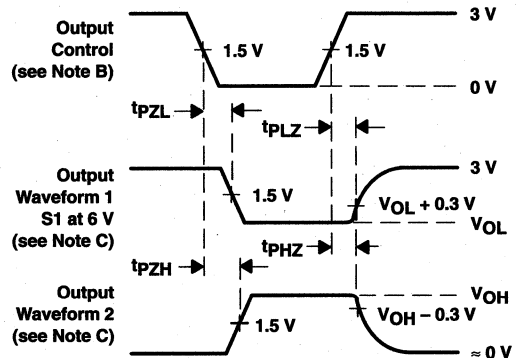 Output
Control
(see Note B)
1.5 V
1.5 V
3 V
0 V
tPZL
tPLZ
Output
Waveform 1
S1 at 6 V
(see Note C)
1.5 V
3 V
VOL + 0.3 V
VOL
tPHZ
tPZH
Output
Waveform 2
(see Note C)
1.5 V
VOH
VOH − 0.3 V
≈ 0 V